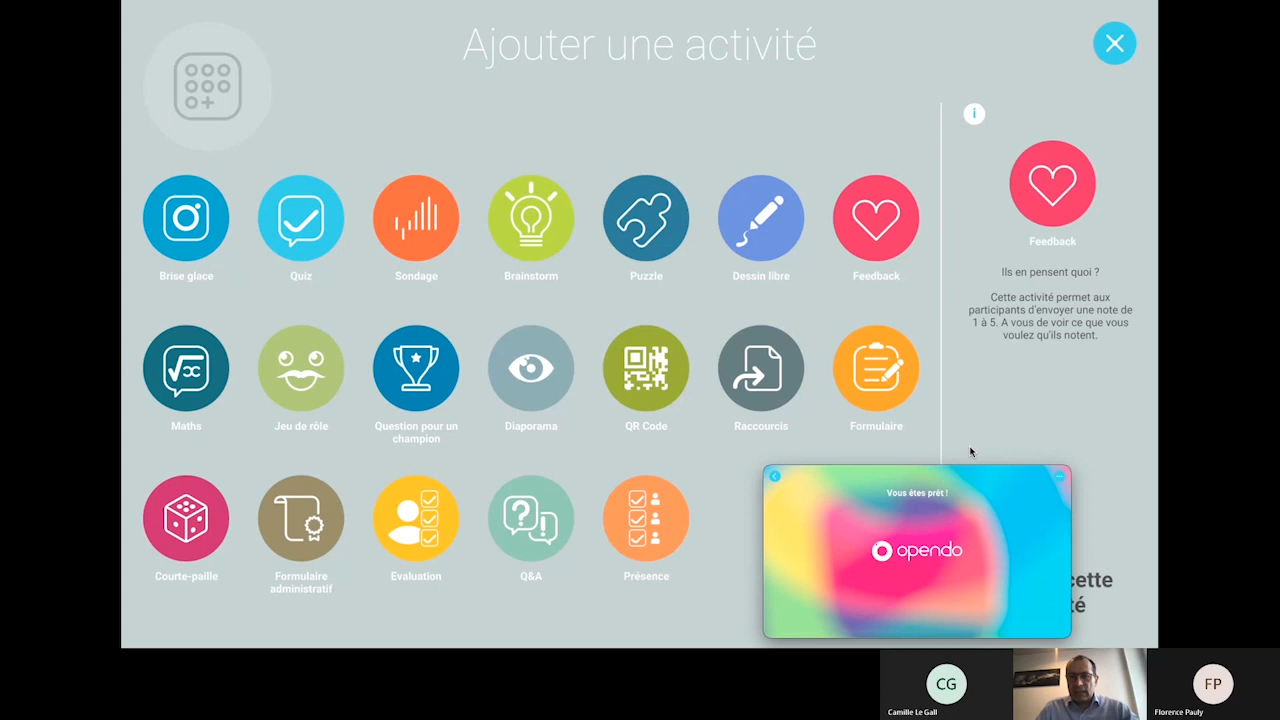 Ajouter une activité
i
Brise glace
Quiz
Sondage
Brainstorm
Puzzle
Dessin libre
Feedback
Feedback
Ils en pensent quoi ?
Cette activité permet aux
participants d'envoyer une note de
1 à 5. A vous de voir ce que vous
voulez qu'ils notent.
Maths
Jeu de rôle
Question pour un
champion
Diaporama
QR Code
Raccourcis
Formulaire
Courte-paille
Formulaire
administratif
Evaluation
Q&A
Présence
Vous êtes prêt !
opendo
cette
té
CG
Camille Le Gall
FP
Florence Pauly